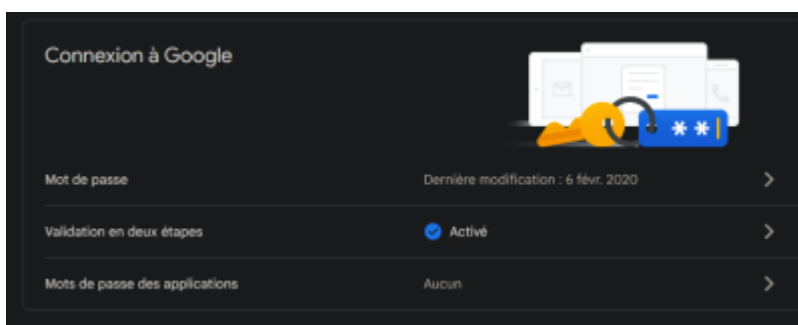 Connexion à Google
**
Mot de passe
Dernière modification : 6 févr. 2020
Validation en deux étapes
Activé
Mots de passe des applications
Aucun